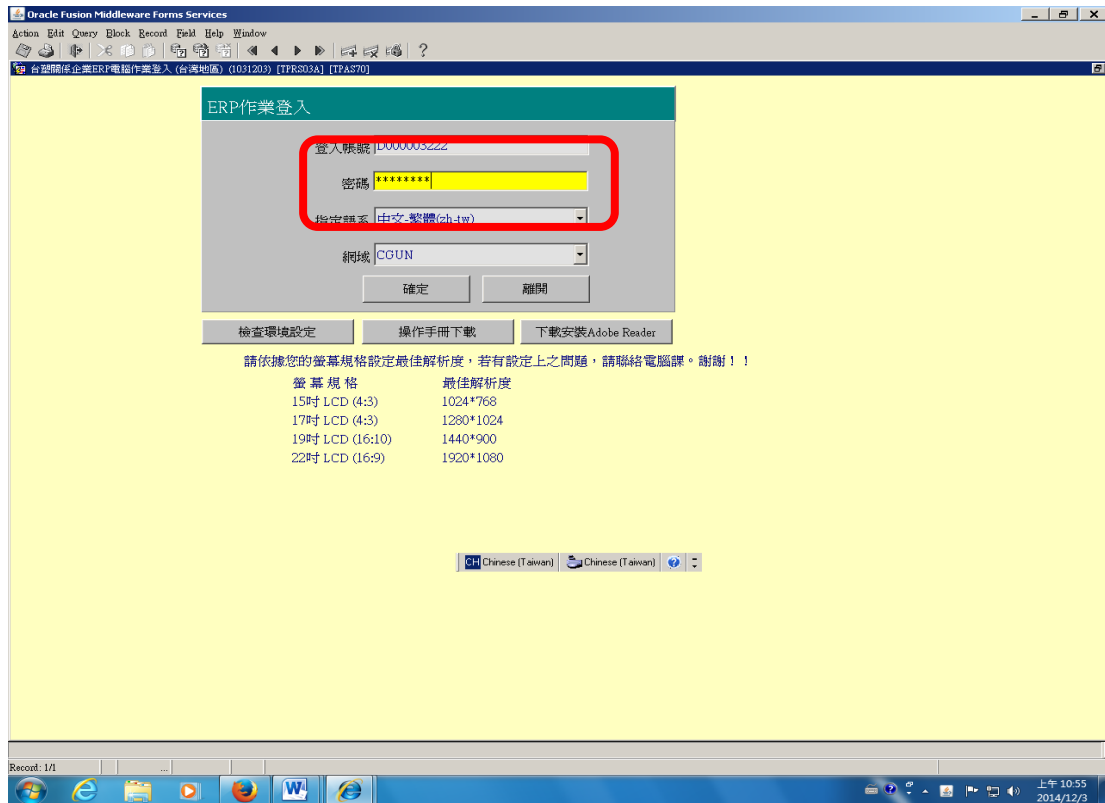 Oracle Fusion Middleware Forms Services
Action Edit Query Block Record Field Help Window
台塑關係企業ERP電腦作業登入 (台灣地區) (1031203) [TPRS03A] [TPAS70]
ERP作業登入
登入帳號 D000003222
密碼 ********
指定語系 中文-繁體(zh-tw)
網域 CGUN
確定 離開
檢查環境設定 操作手冊下載 下載安裝Adobe Reader
請依據您的螢幕規格設定最佳解析度，若有設定上之問題，請聯絡電腦課。謝謝！！
螢幕規格 最佳解析度
15吋 LCD (4:3) 1024*768
17吋 LCD (4:3) 1280*1024
19吋 LCD (16:10) 1440*900
22吋 LCD (16:9) 1920*1080
CH Chinese (Taiwan) Chinese (Taiwan)
Record: 1/1 ...
上午 10:55
2014/12/3